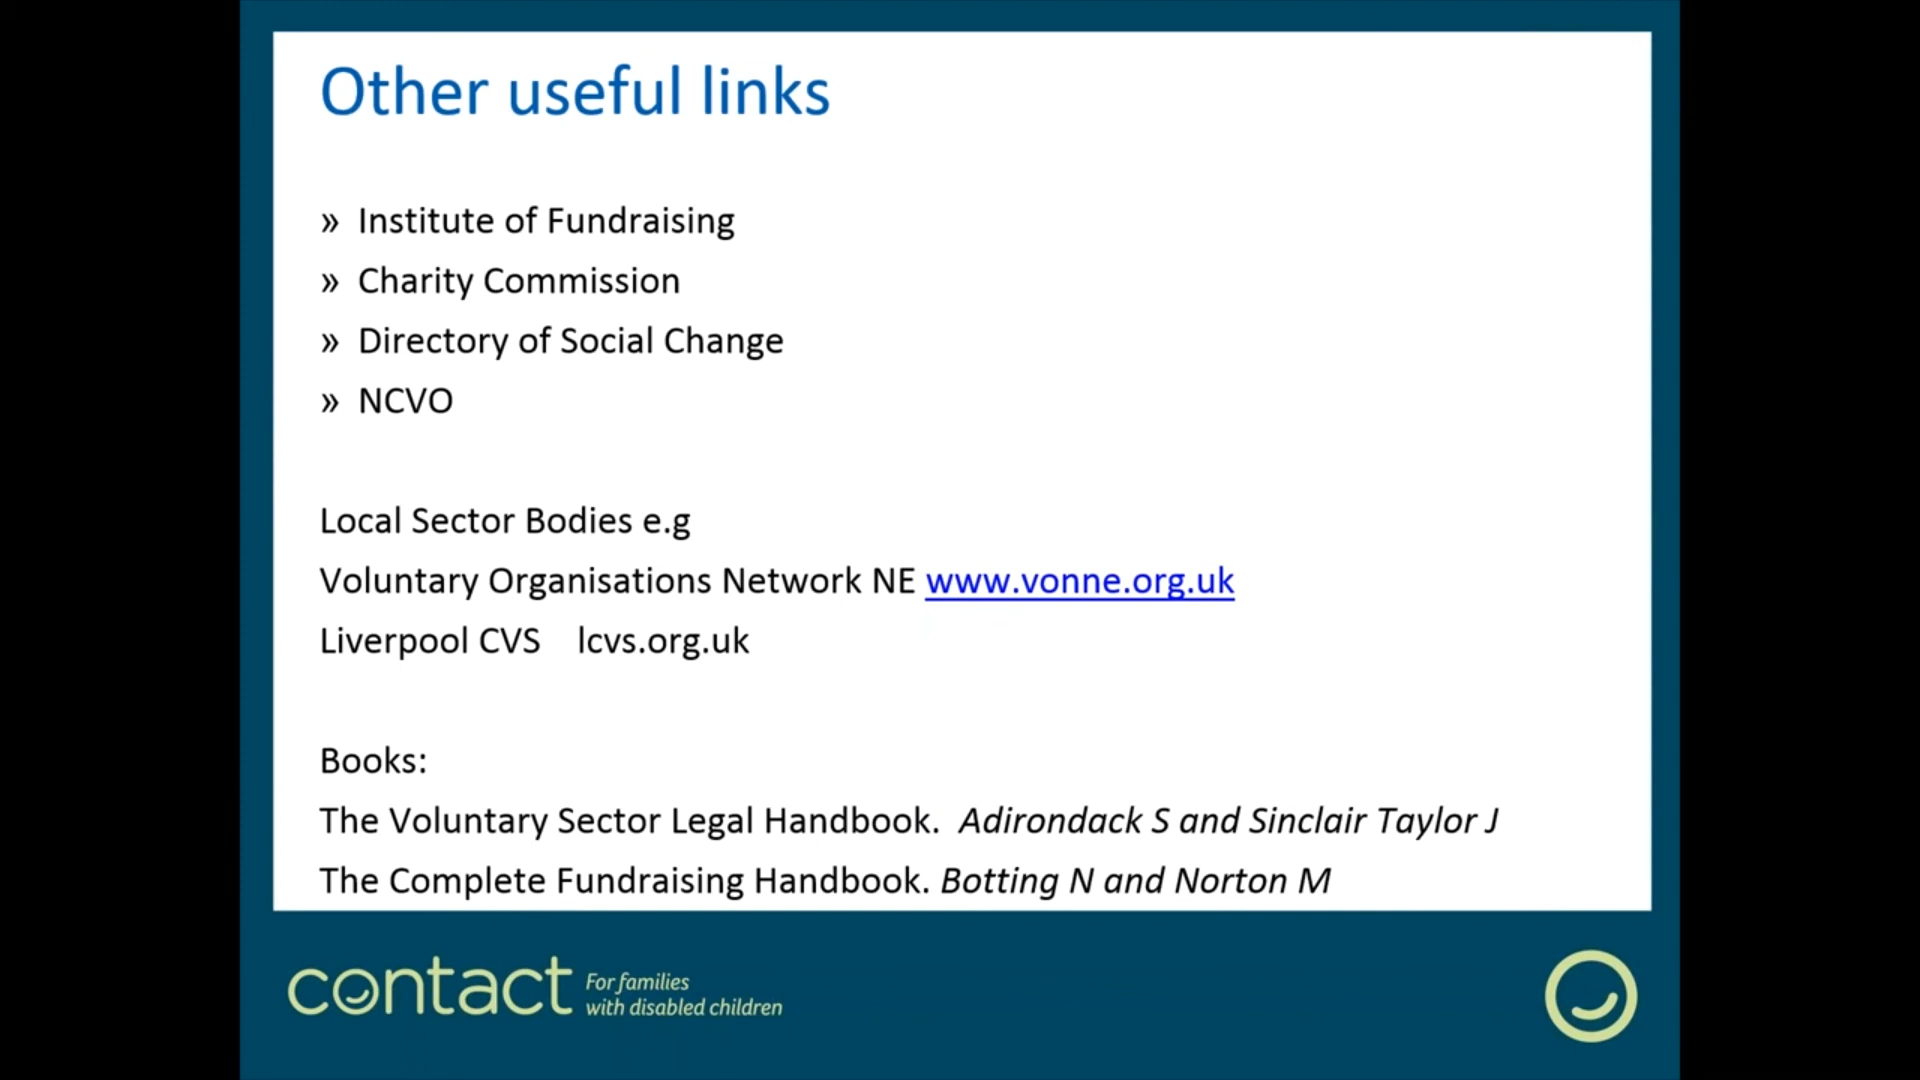 Other useful links
» Institute of Fundraising
» Charity Commission
» Directory of Social Change
» NCVO
Local Sector Bodies e.g
Voluntary Organisations Network NE www.vonne.org.uk
Liverpool CVS lcvs.org.uk
Books:
The Voluntary Sector Legal Handbook. Adirondack S and Sinclair Taylor J
The Complete Fundraising Handbook. Botting N and Norton M
contact For families
with disabled children